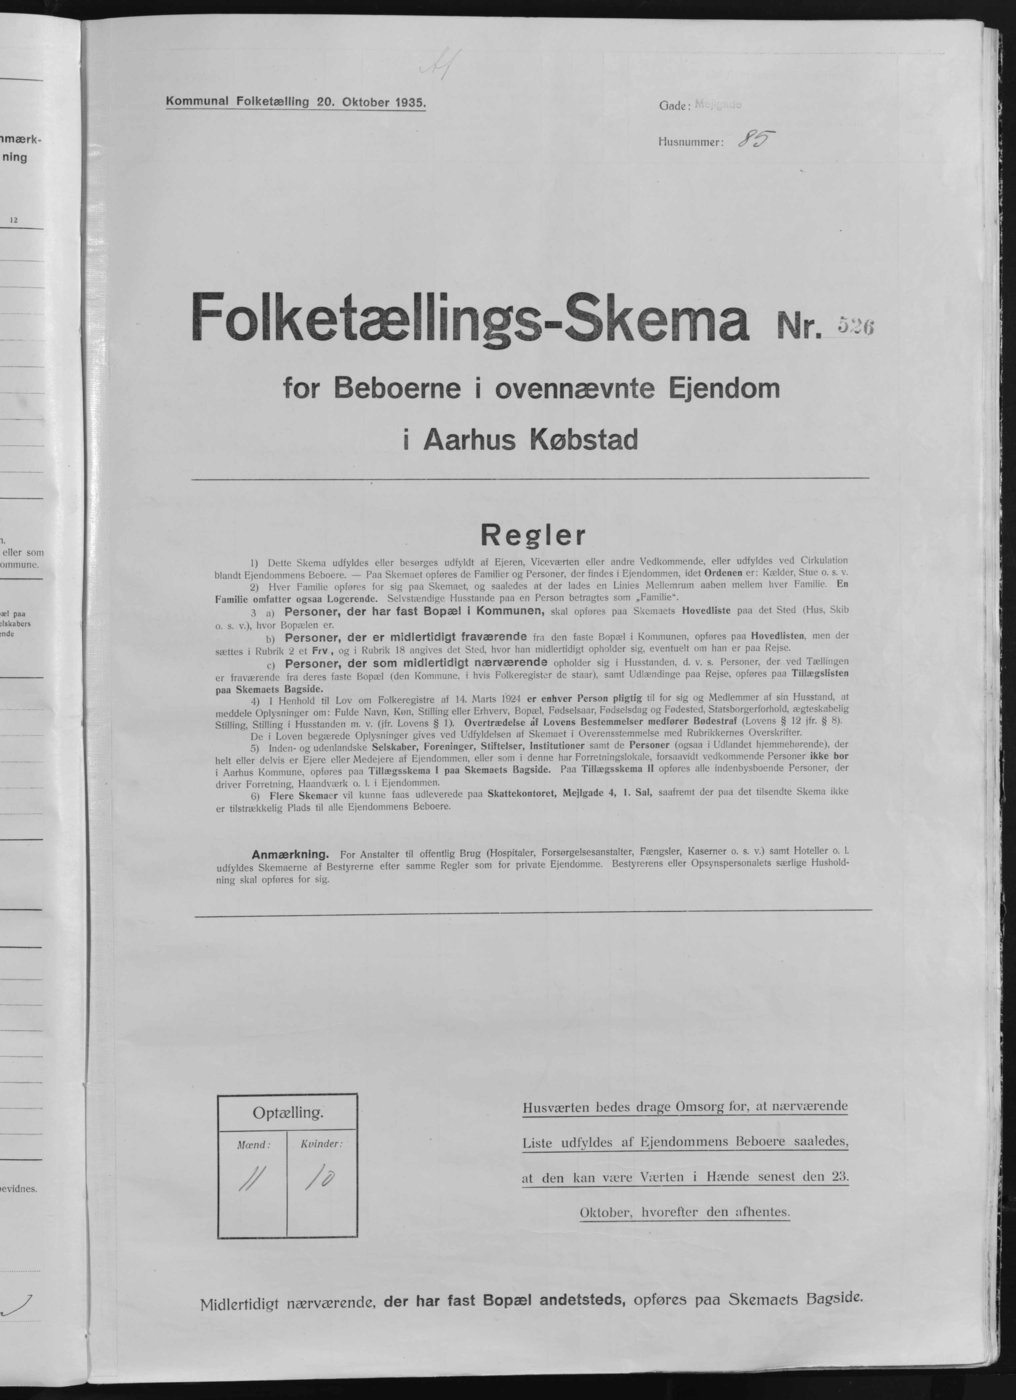 nmærk-
ning
12
eller som
ommune.
æl paa
elskabers
ende
evidnes.
Kommunal Folketælling 20. Oktober 1935.
Gade: Mejlgade
Husnummer: 85
Folketællings-Skema Nr. 526
for Beboerne i ovennævnte Ejendom
i Aarhus Købstad
Regler
1) Dette Skema udfyldes eller besørges udfyldt af Ejeren, Viceværten eller andre Vedkommende, eller udfyldes ved Cirkulation
blandt Ejendommens Beboere. — Paa Skemaet opføres de Familier og Personer, der findes i Ejendommen, idet Ordenen er: Kælder, Stue o. s. v.
2) Hver Familie opføres for sig paa Skemaet, og saaledes at der lades en Linies Mellemrum aaben mellem hver Familie. En
Familie omfatter ogsaa Logerende. Selvstændige Husstande paa en Person betragtes som „Familie“.
3 a) Personer, der har fast Bopæl i Kommunen, skal opføres paa Skemaets Hovedliste paa det Sted (Hus, Skib
o. s. v.), hvor Bopælen er.
b) Personer, der er midlertidigt fraværende fra den faste Bopæl i Kommunen, opføres paa Hovedlisten, men der
sættes i Rubrik 2 et Frv., og i Rubrik 18 angives det Sted, hvor han midlertidigt opholder sig, eventuelt om han er paa Rejse.
c) Personer, der som midlertidigt nærværende opholder sig i Husstanden, d. v. s. Personer, der ved Tællingen
er fraværende fra deres faste Bopæl (den Kommune, i hvis Folkeregister de staar), samt Udlændinge paa Rejse, opføres paa Tillægslisten
paa Skemaets Bagside.
4) I Henhold til Lov om Folkeregistre af 14. Marts 1924 er enhver Person pligtig til for sig og Medlemmer af sin Husstand, at
meddele Oplysninger om: Fulde Navn, Køn, Stilling eller Erhverv, Bopæl, Fødselsaar, Fødselsdag og Fødested, Statsborgerforhold, ægteskabelig
Stilling, Stilling i Husstanden m. v. (jfr. Lovens § 1). Overtrædelse af Lovens Bestemmelser medfører Bødestraf (Lovens § 12 jfr. § 8).
De i Loven begærede Oplysninger gives ved Udfyldelsen af Skemaet i Overensstemmelse med Rubrikkernes Overskrifter.
5) Inden- og udenlandske Selskaber, Foreninger, Stiftelser, Institutioner samt de Personer (ogsaa i Udlandet hjemmehørende), der
helt eller delvis er Ejere eller Medejere af Ejendommen, eller som i denne har Forretningslokale, forsaavidt vedkommende Personer ikke bor
i Aarhus Kommune, opføres paa Tillægsskema I paa Skemaets Bagside. Paa Tillægsskema II opføres alle indenbysboende Personer, der
driver Forretning, Haandværk o. l. i Ejendommen.
6) Flere Skemaer vil kunne faas udleverede paa Skattekontoret, Mejlgade 4, 1. Sal, saafremt der paa det tilsendte Skema ikke
er tilstrækkelig Plads til alle Ejendommens Beboere.
Anmærkning. For Anstalter til offentlig Brug (Hospitaler, Forsørgelsesanstalter, Fængsler, Kaserner o. s. v.) samt Hoteller o. l.
udfyldes Skemaerne af Bestyrerne efter samme Regler som for private Ejendomme. Bestyrerens eller Opsynspersonalets særlige Hushold-
ning skal opføres for sig.
Optælling.
Mænd: Kvinder:
11 10
Husværten bedes drage Omsorg for, at nærværende
Liste udfyldes af Ejendommens Beboere saaledes,
at den kan være Værten i Hænde senest den 23.
Oktober, hvorefter den afhentes.
Midlertidigt nærværende, der har fast Bopæl andetsteds, opføres paa Skemaets Bagside.